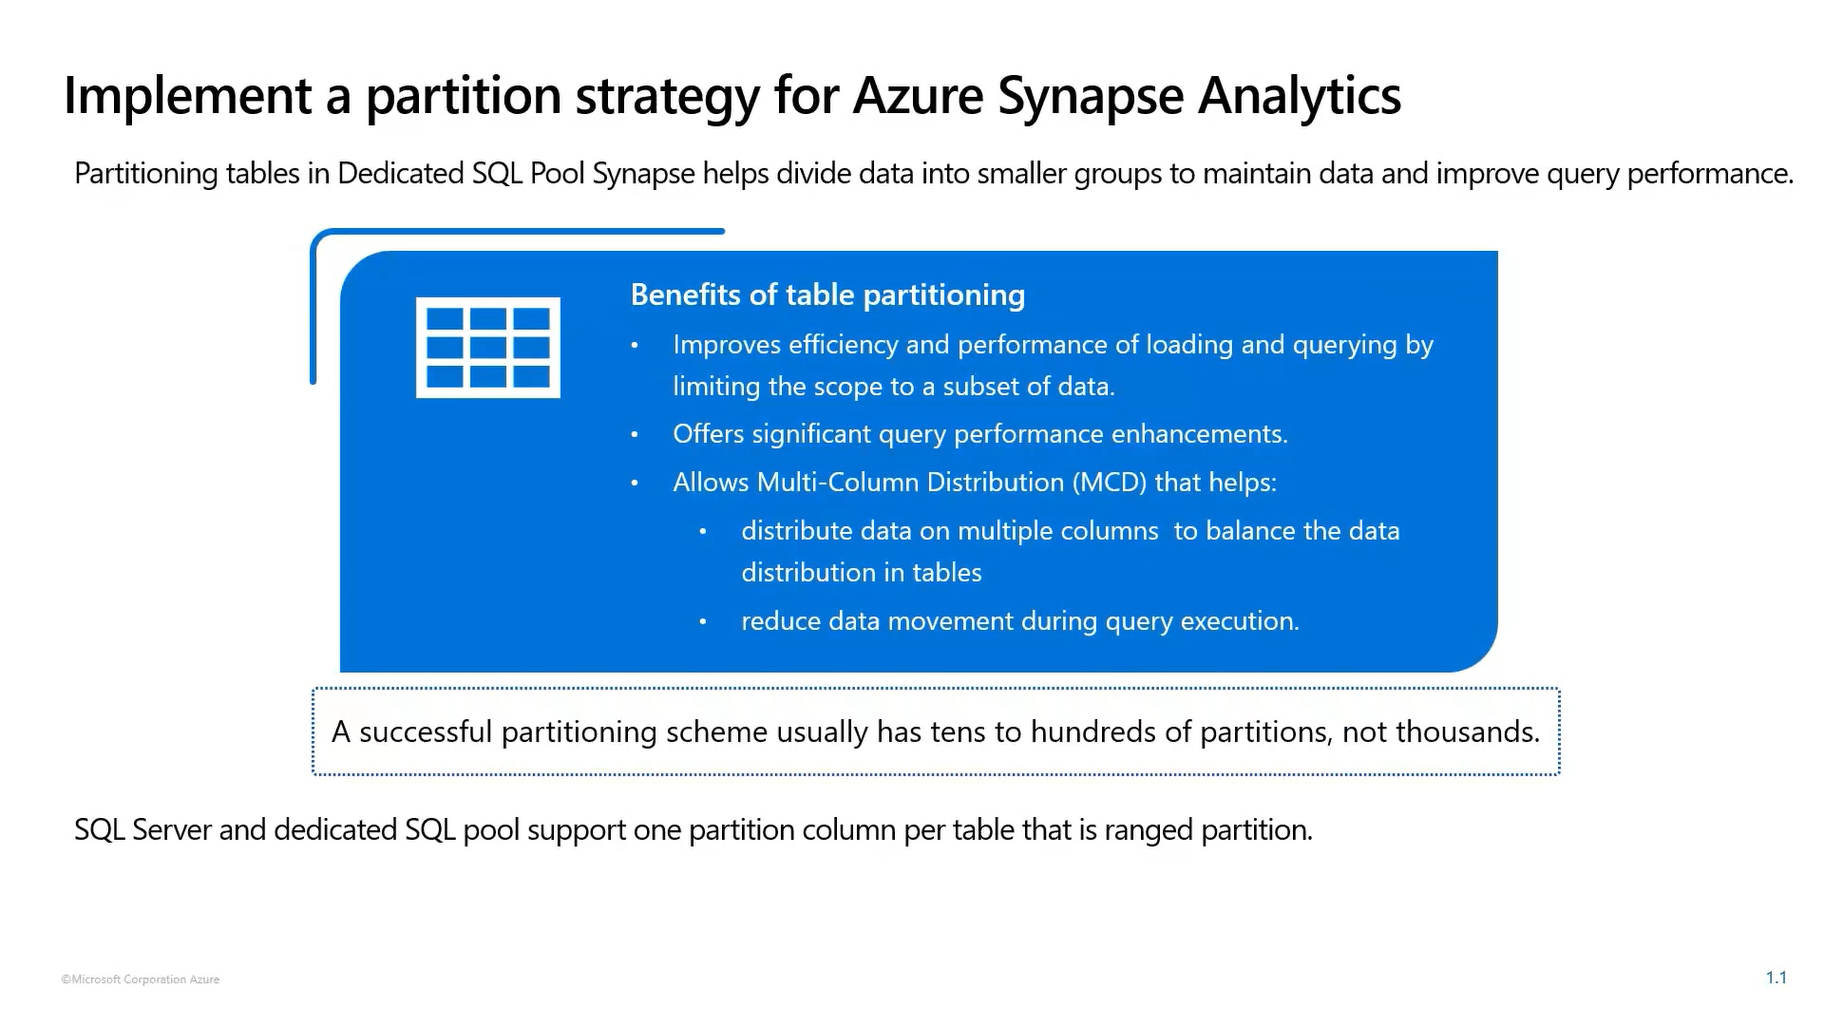 Implement a partition strategy for Azure Synapse Analytics
Partitioning tables in Dedicated SQL Pool Synapse helps divide data into smaller groups to maintain data and improve query performance.
Benefits of table partitioning
• Improves efficiency and performance of loading and querying by
limiting the scope to a subset of data.
• Offers significant query performance enhancements.
• Allows Multi-Column Distribution (MCD) that helps:
• distribute data on multiple columns to balance the data
distribution in tables
• reduce data movement during query execution.
A successful partitioning scheme usually has tens to hundreds of partitions, not thousands.
SQL Server and dedicated SQL pool support one partition column per table that is ranged partition.
©Microsoft Corporation Azure
1.1